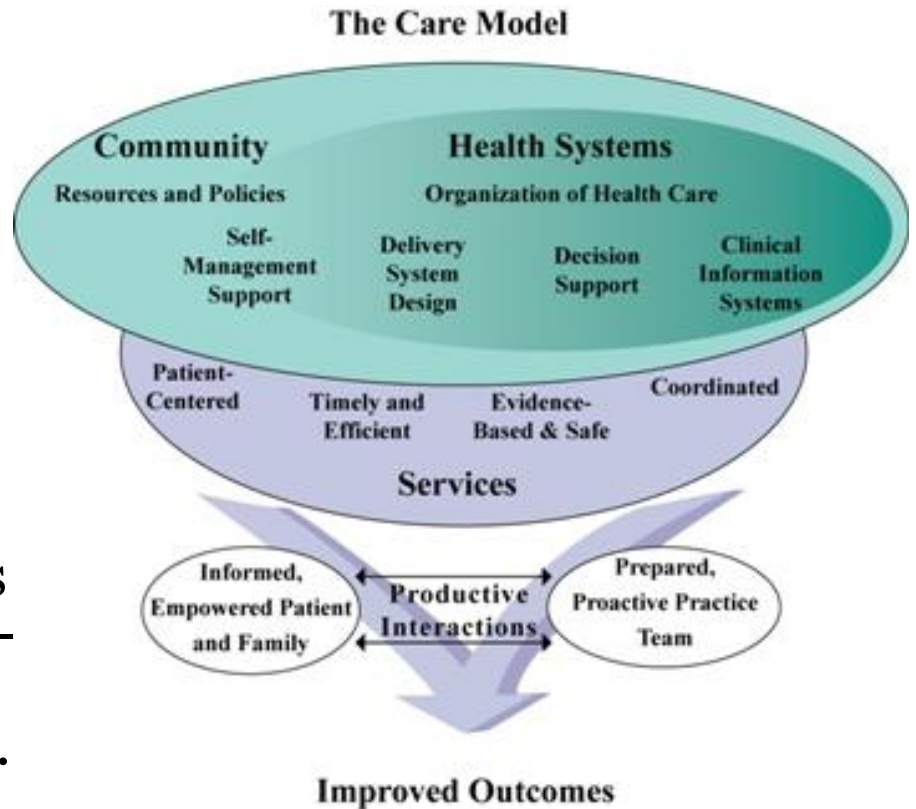 The Care Model
Community
Resources and Policies
Health Systems
Organization of Health Care
Self-
Management
Support
Delivery
System
Design
Decision
Support
Clinical
Information
Systems
Patient-
Centered
Timely and
Efficient
Evidence-
Based & Safe
Coordinated
Services
Informed,
Empowered Patient
and Family
Productive
Interactions
Prepared,
Proactive Practice
Team
Improved Outcomes